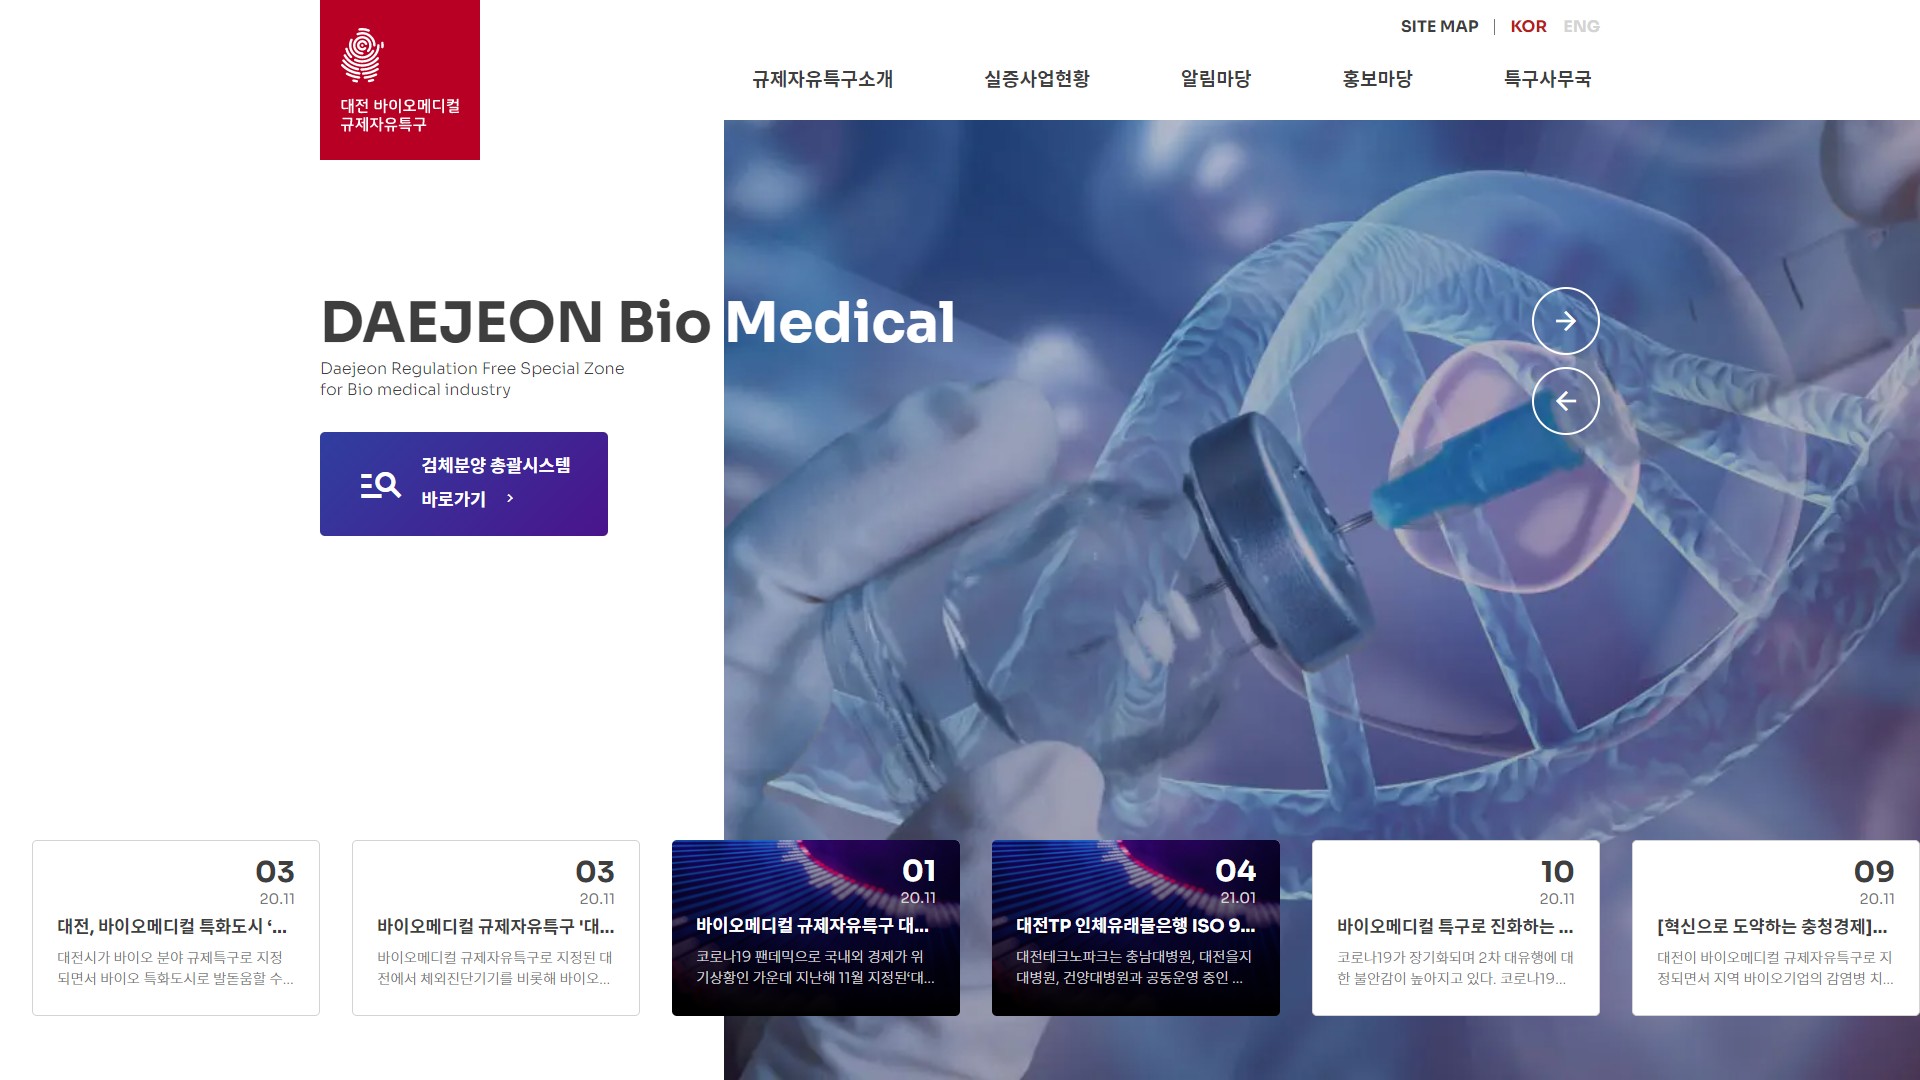 대전 바이오메디컬
규제자유특구
SITE MAP
KOR
ENG
규제자유특구소개
실증사업현황
알림마당
홍보마당
특구사무국
DAEJEON Bio Medical
Daejeon Regulation Free Special Zone
for Bio medical industry
검체분양 총괄시스템
바로가기
03
20.11
대전, 바이오메디컬 특화도시 ‘...
대전시가 바이오 분야 규제특구로 지정
되면서 바이오 특화도시로 발돋움할 수...
03
20.11
바이오메디컬 규제자유특구 '대...
바이오메디컬 규제자유특구로 지정된 대
전에서 체외진단기기를 비롯해 바이오...
01
20.11
바이오메디컬 규제자유특구 대...
코로나19 팬데믹으로 국내외 경제가 위
기상황인 가운데 지난해 11월 지정된‘대...
04
21.01
대전TP 인체유래물은행 ISO 9...
대전테크노파크는 충남대병원, 대전을지
대병원, 건양대병원과 공동운영 중인 ...
10
20.11
바이오메디컬 특구로 진화하는 ...
코로나19가 장기화되며 2차 대유행에 대
한 불안감이 높아지고 있다. 코로나19...
09
20.11
[혁신으로 도약하는 충청경제]...
대전이 바이오메디컬 규제자유특구로 지
정되면서 지역 바이오기업의 감염병 치...